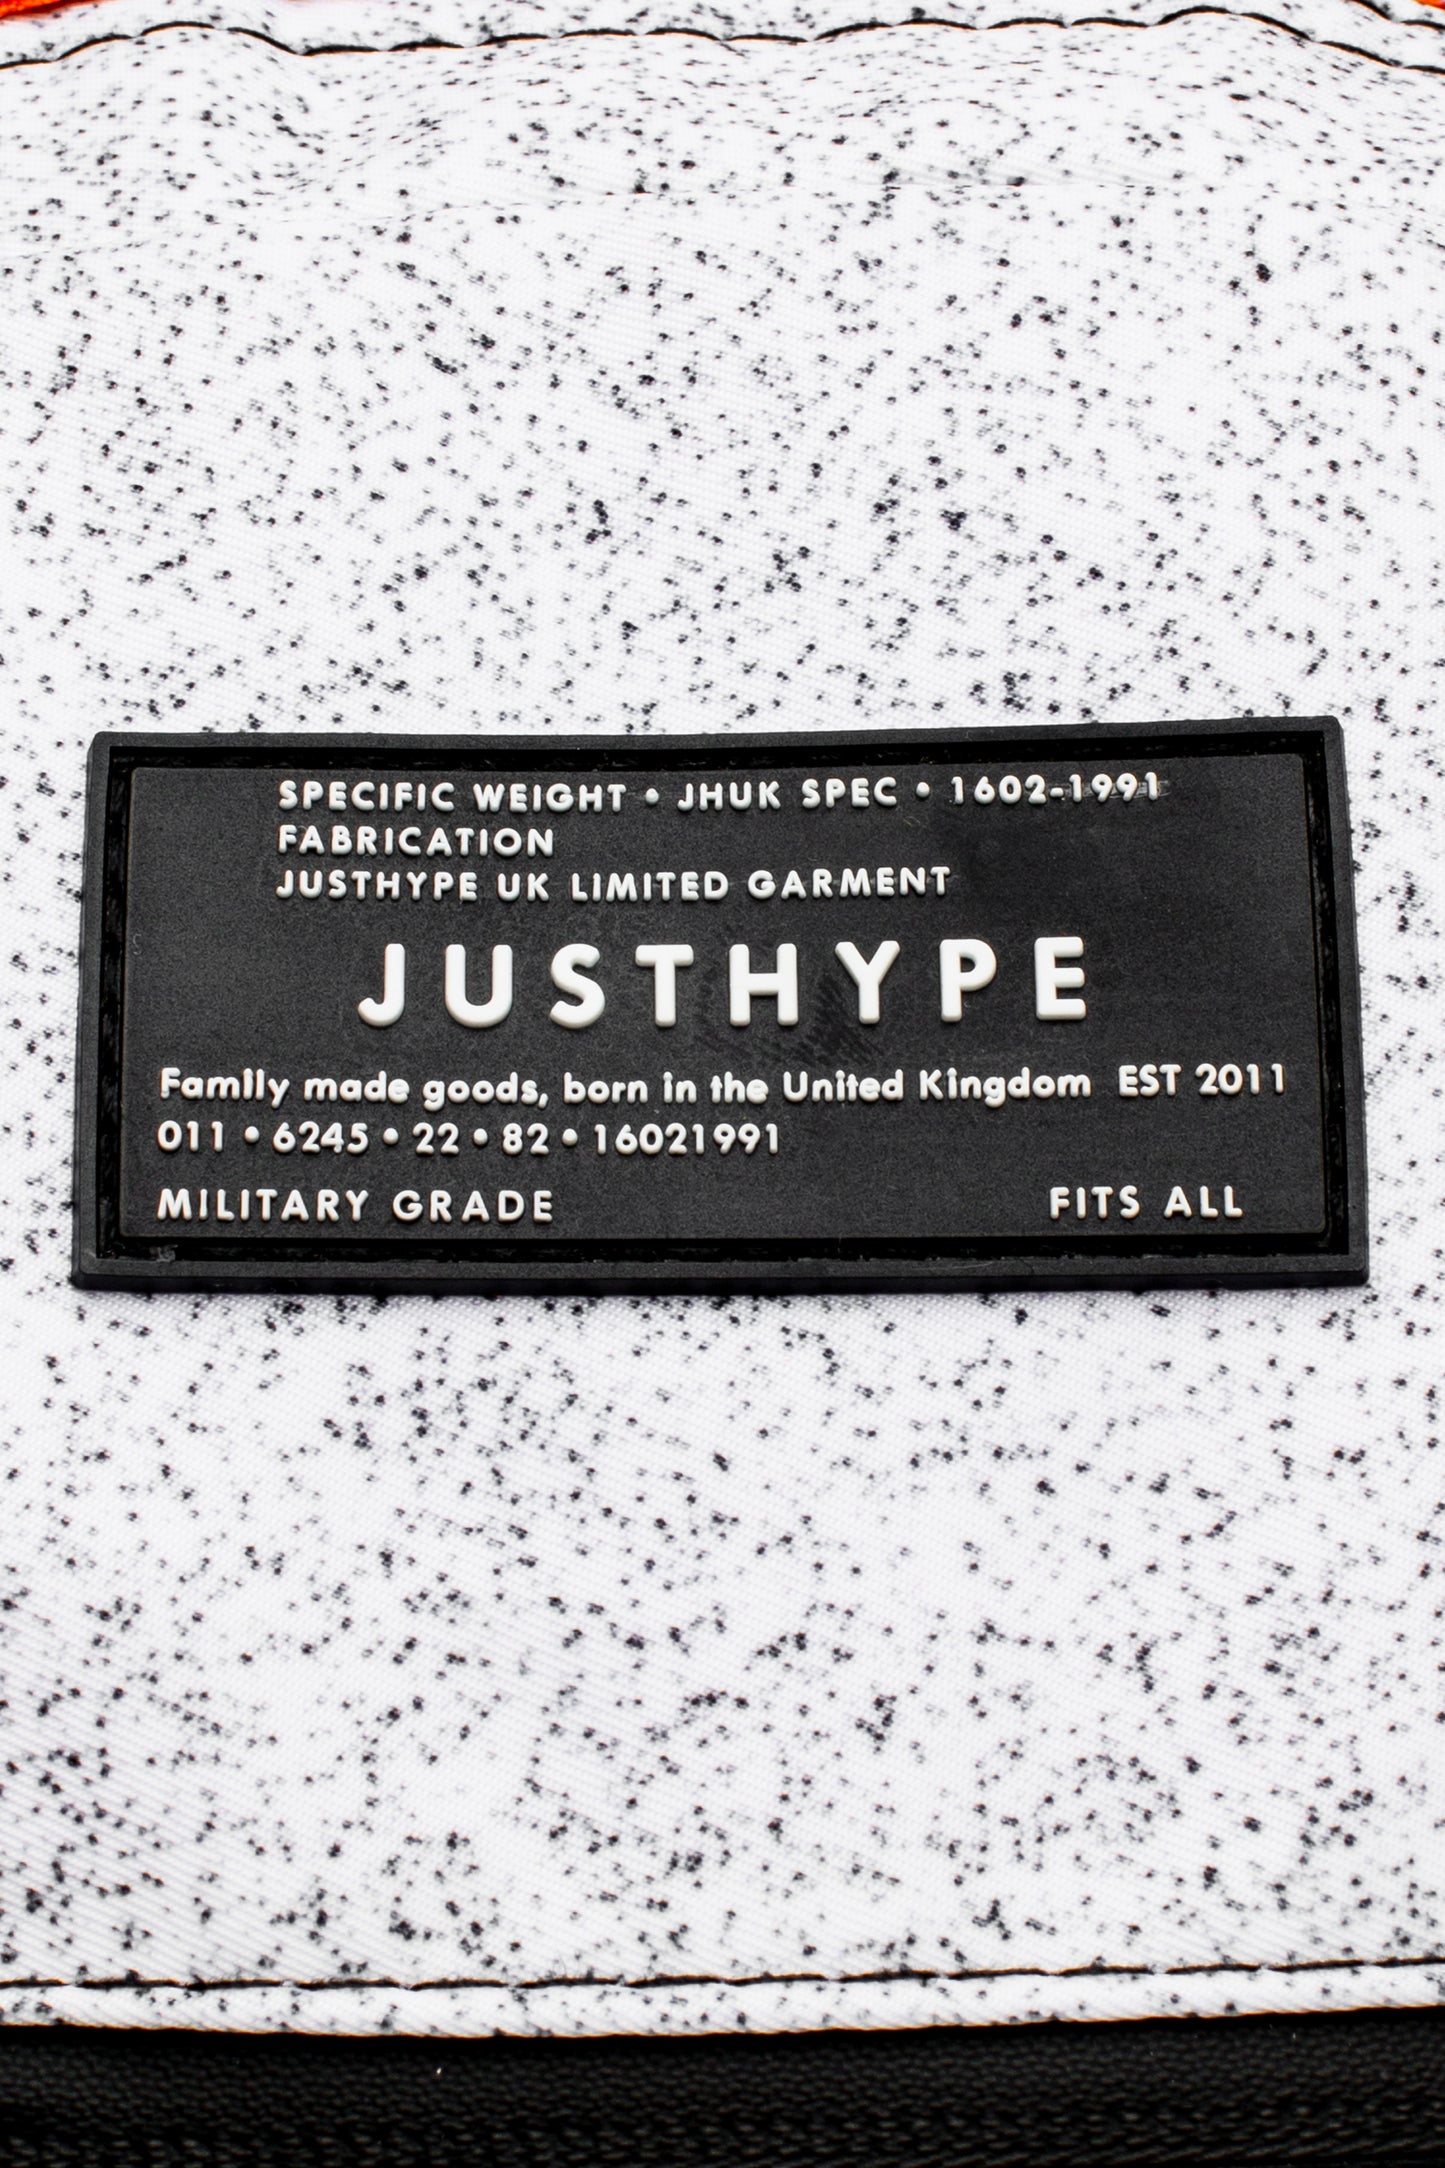 SPECIFIC WEIGHT • JHUK SPEC • 1602-1991
FABRICATION
JUSTHYPE UK LIMITED GARMENT
JUSTHYPE
Family made goods, born in the United Kingdom EST 2011
011 • 6245 • 22 • 82 • 16021991
MILITARY GRADE FITS ALL